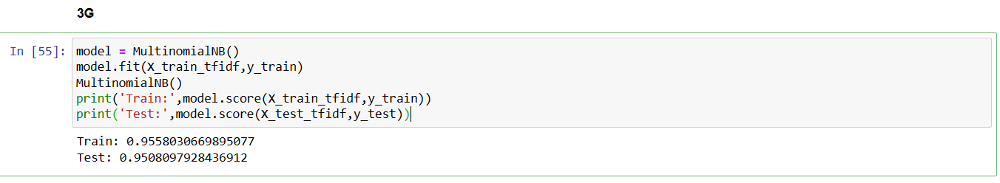 3G
In [55]: model = MultinomialNB()
model.fit(X_train_tfidf,y_train)
MultinomialNB()
print('Train:',model.score(X_train_tfidf,y_train))
print('Test:',model.score(X_test_tfidf,y_test))
Train: 0.9558030669895077
Test: 0.9508097928436912